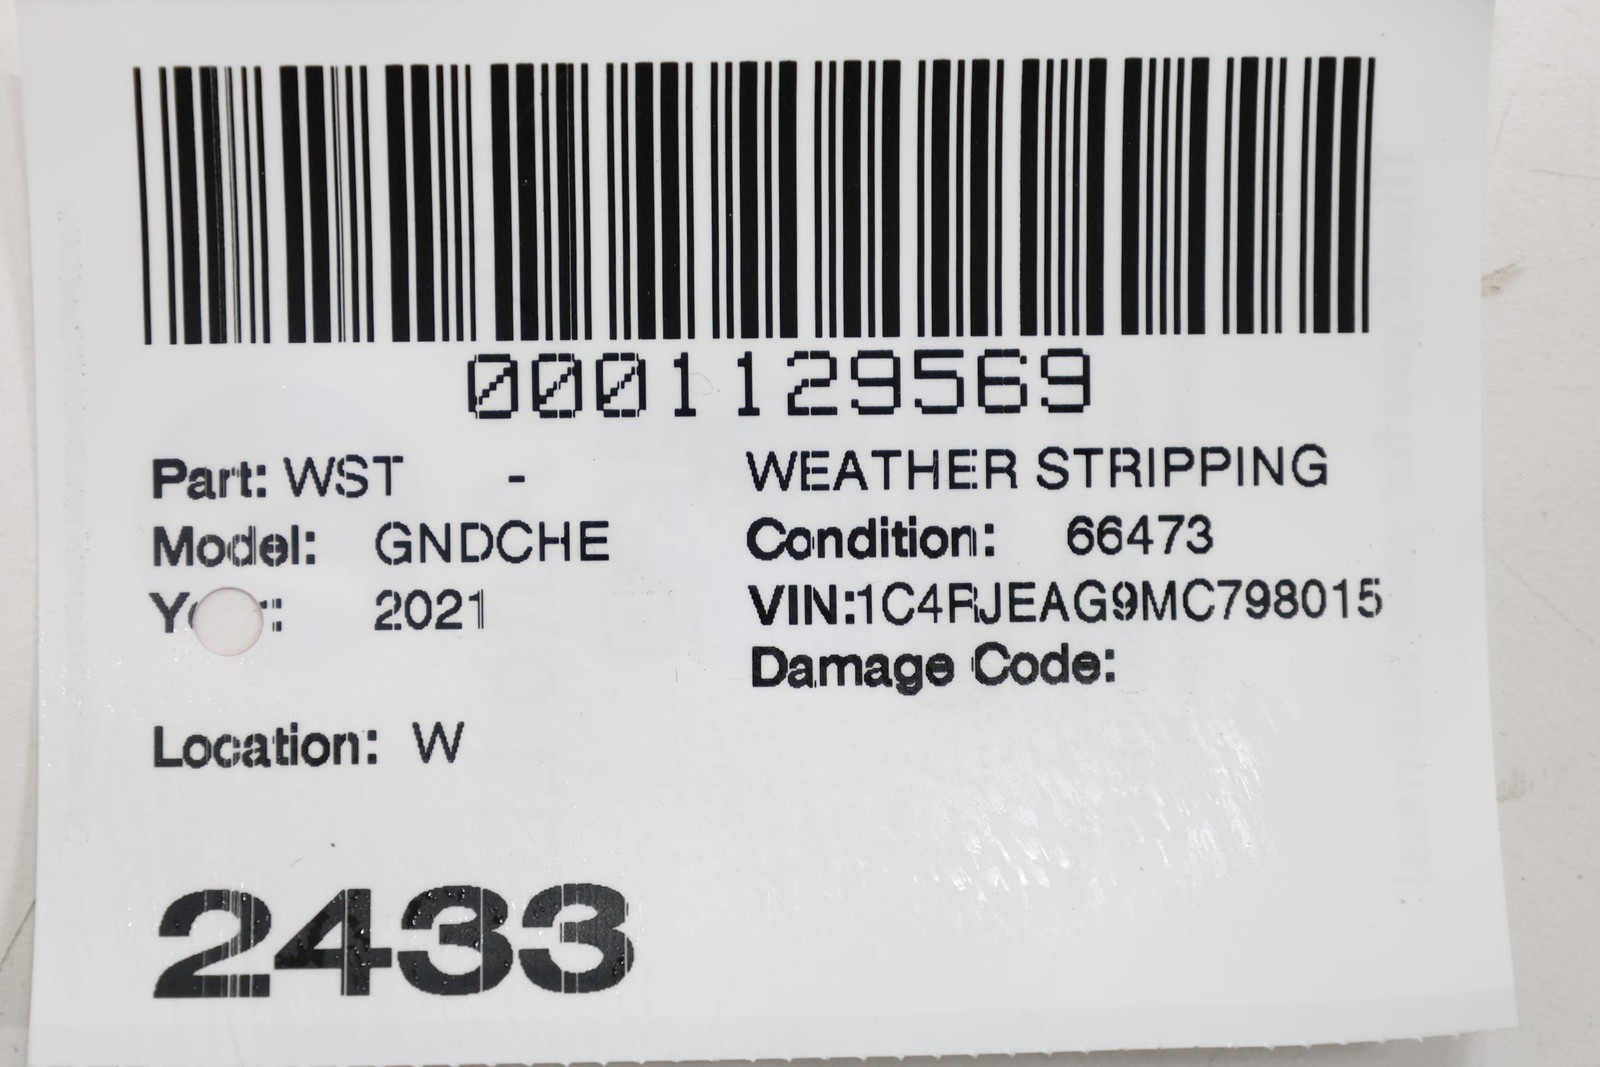 0001129569
Part: WST - WEATHER STRIPPING
Model: GNDCHE Condition: 66473
2021 VIN:1C4RJEAG9MC798015
Damage Code:
Location: W
2433